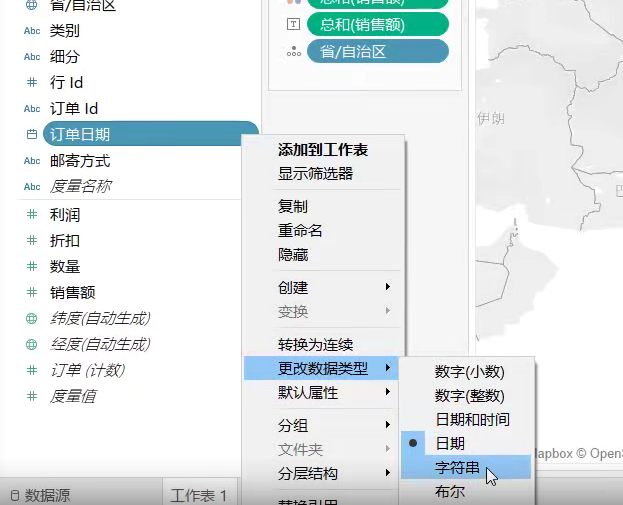 省/自治区
Abc 类别
Abc 细分
行 Id
Abc 订单 Id
订单日期
Abc 邮寄方式
Abc 度量名称
利润
折扣
数量
销售额
纬度(自动生成)
经度(自动生成)
订单 (计数)
度量值
数据源
工作表 1
总和(销售额)
T 总和(销售额)
省/自治区
伊朗
添加到工作表
显示筛选器
复制
重命名
隐藏
创建
变换
转换为连续
更改数据类型
默认属性
分组
文件夹
分层结构
替换引用
数字(小数)
数字(整数)
日期和时间
日期
字符串
布尔
apbox © Open